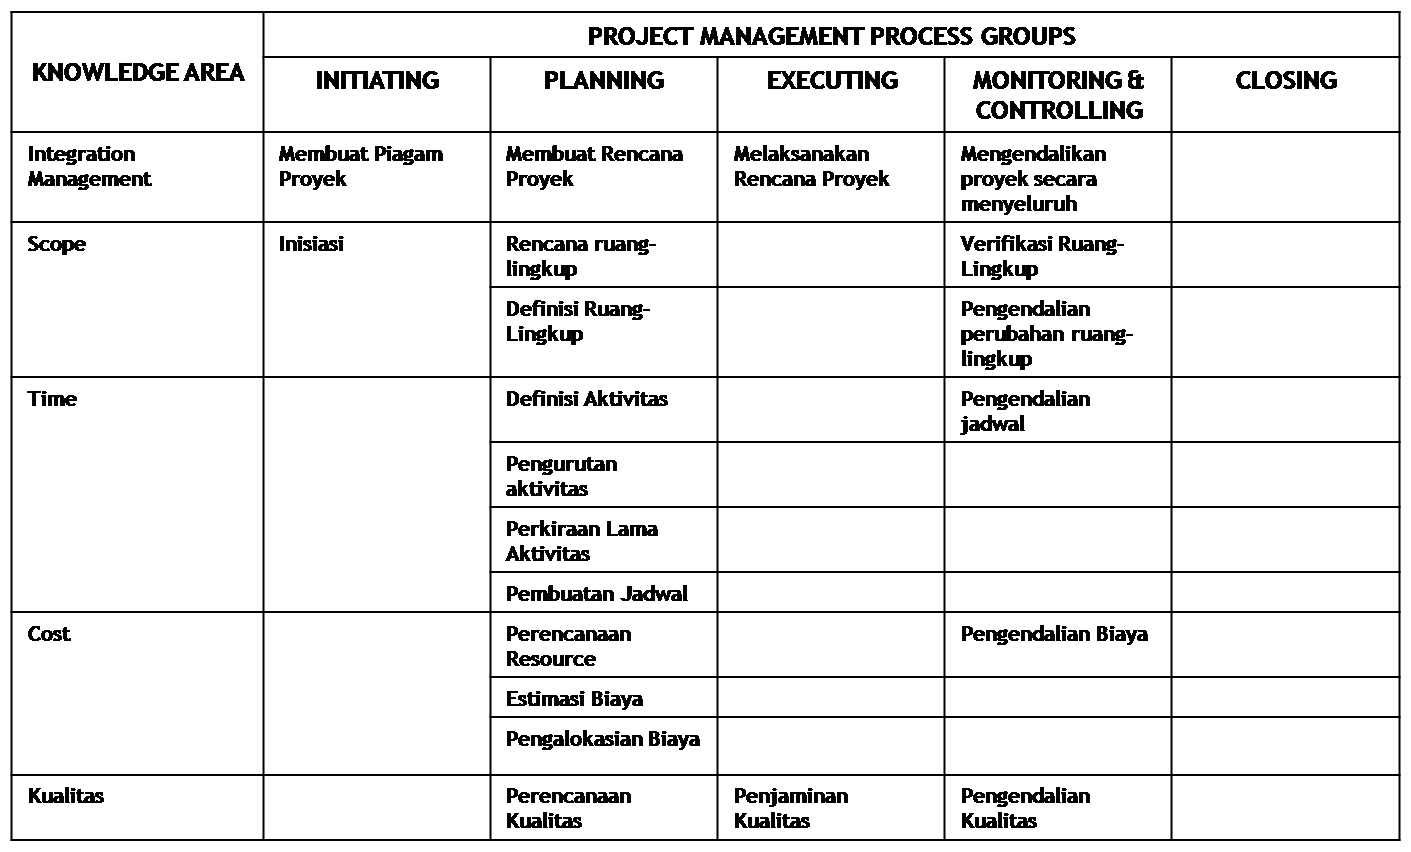 PROJECT MANAGEMENT PROCESS GROUPS
KNOWLEDGE AREA
INITIATING
PLANNING
EXECUTING
MONITORING &
CONTROLLING
CLOSING
Integration
Management
Membuat Piagam
Proyek
Membuat Rencana
Proyek
Melaksanakan
Rencana Proyek
Mengendalikan
proyek secara
menyeluruh
Scope
Inisiasi
Rencana ruang-
lingkup
Verifikasi Ruang-
Lingkup
Definisi Ruang-
Lingkup
Pengendalian
perubahan ruang-
lingkup
Time
Definisi Aktivitas
Pengendalian
jadwal
Pengurutan
aktivitas
Perkiraan Lama
Aktivitas
Pembuatan Jadwal
Cost
Perencanaan
Resource
Pengendalian Biaya
Estimasi Biaya
Pengalokasian Biaya
Kualitas
Perencanaan
Kualitas
Penjaminan
Kualitas
Pengendalian
Kualitas